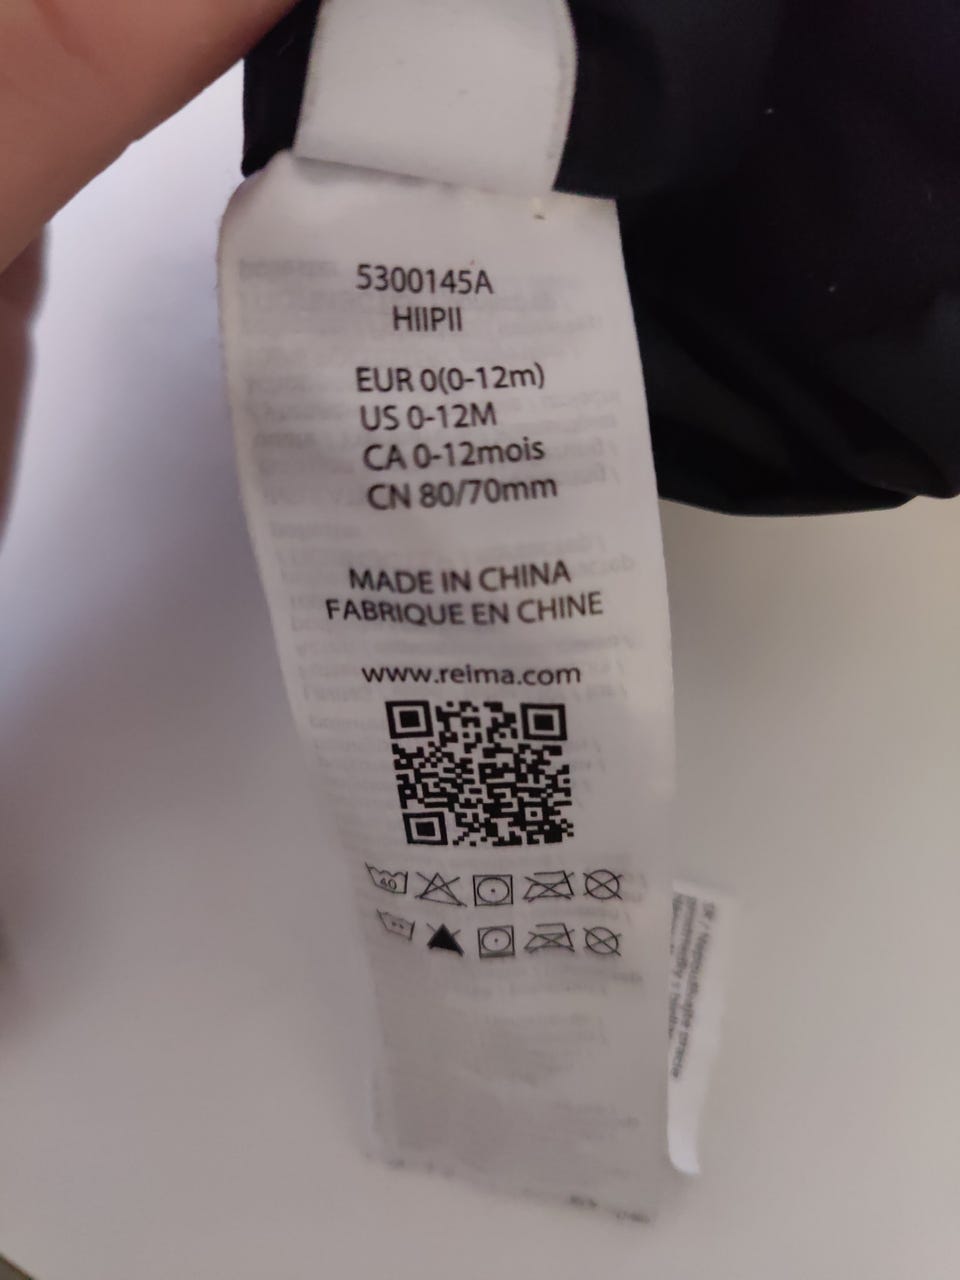 5300145A
HIIPII
EUR 0(0-12m)
US 0-12M
CA 0-12mois
CN 80/70mm
MADE IN CHINA
FABRIQUE EN CHINE
www.reima.com
40